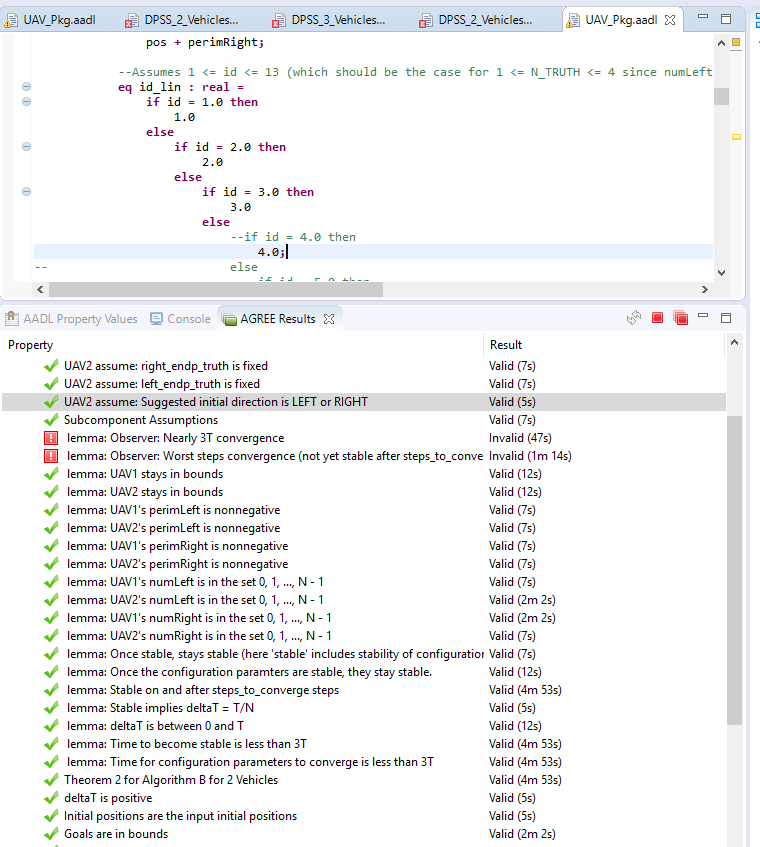 UAV_Pkg.aadl
DPSS_2_Vehicles...
DPSS_3_Vehicles...
DPSS_2_Vehicles...
UAV_Pkg.aadl
pos + perimRight;
--Assumes 1 <= id <= 13 (which should be the case for 1 <= N_TRUTH <= 4 since numLeft
eq id_lin : real =
if id = 1.0 then
1.0
else
if id = 2.0 then
2.0
else
if id = 3.0 then
3.0
else
--if id = 4.0 then
4.0;
-- else
if id = 5.0 then
AADL Property Values
Console
AGREE Results
Property Result
UAV2 assume: right_endp_truth is fixed Valid (7s)
UAV2 assume: left_endp_truth is fixed Valid (7s)
UAV2 assume: Suggested initial direction is LEFT or RIGHT Valid (5s)
Subcomponent Assumptions Valid (7s)
lemma: Observer: Nearly 3T convergence Invalid (47s)
lemma: Observer: Worst steps convergence (not yet stable after steps_to_conve Invalid (1m 14s)
lemma: UAV1 stays in bounds Valid (12s)
lemma: UAV2 stays in bounds Valid (12s)
lemma: UAV1's perimLeft is nonnegative Valid (7s)
lemma: UAV2's perimLeft is nonnegative Valid (7s)
lemma: UAV1's perimRight is nonnegative Valid (7s)
lemma: UAV2's perimRight is nonnegative Valid (7s)
lemma: UAV1's numLeft is in the set 0, 1, ..., N - 1 Valid (7s)
lemma: UAV2's numLeft is in the set 0, 1, ..., N - 1 Valid (2m 2s)
lemma: UAV1's numRight is in the set 0, 1, ..., N - 1 Valid (2m 2s)
lemma: UAV2's numRight is in the set 0, 1, ..., N - 1 Valid (7s)
lemma: Once stable, stays stable (here 'stable' includes stability of configuration Valid (7s)
lemma: Once the configuration paramters are stable, they stay stable. Valid (12s)
lemma: Stable on and after steps_to_converge steps Valid (4m 53s)
lemma: Stable implies deltaT = T/N Valid (5s)
lemma: deltaT is between 0 and T Valid (12s)
lemma: Time to become stable is less than 3T Valid (4m 53s)
lemma: Time for configuration parameters to converge is less than 3T Valid (4m 53s)
Theorem 2 for Algorithm B for 2 Vehicles Valid (4m 53s)
deltaT is positive Valid (5s)
Initial positions are the input initial positions Valid (5s)
Goals are in bounds Valid (2m 2s)